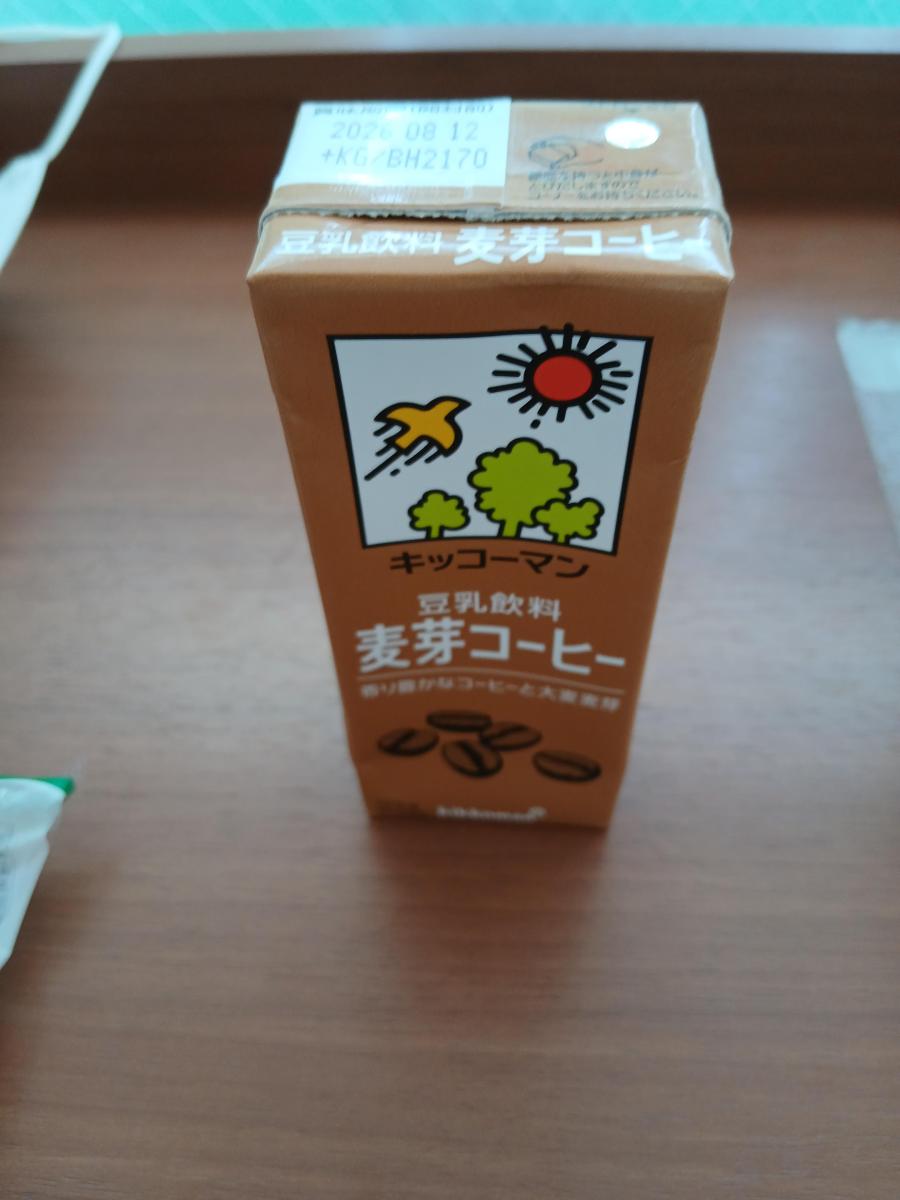 2026 08 12
+KG/BH2170
豆乳飲料 麦芽コーヒー
キッコーマン
豆乳飲料
麦芽コーヒー
香り豊かなコーヒーと大麦麦芽
kikkoman